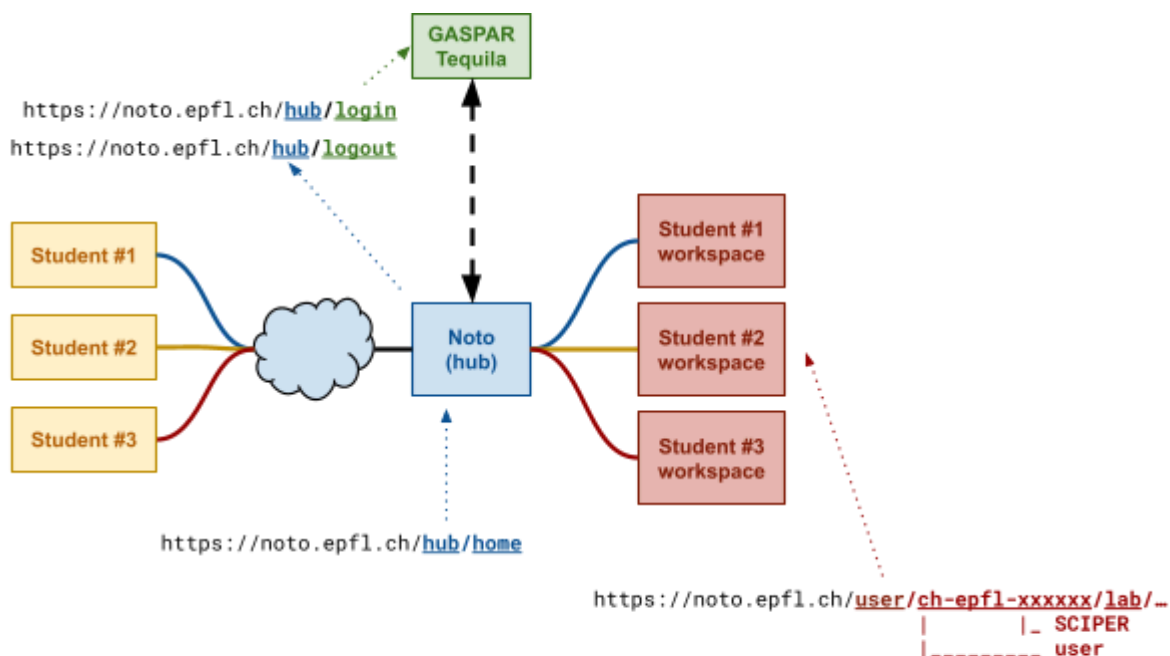 GASPAR
Tequila
https://noto.epfl.ch/hub/login
https://noto.epfl.ch/hub/logout
Student #1
Student #2
Student #3
Noto
(hub)
Student #1
workspace
Student #2
workspace
Student #3
workspace
https://noto.epfl.ch/hub/home
https://noto.epfl.ch/user/ch-epfl-xxxxxx/lab/…
|_ SCIPER
|_________ user